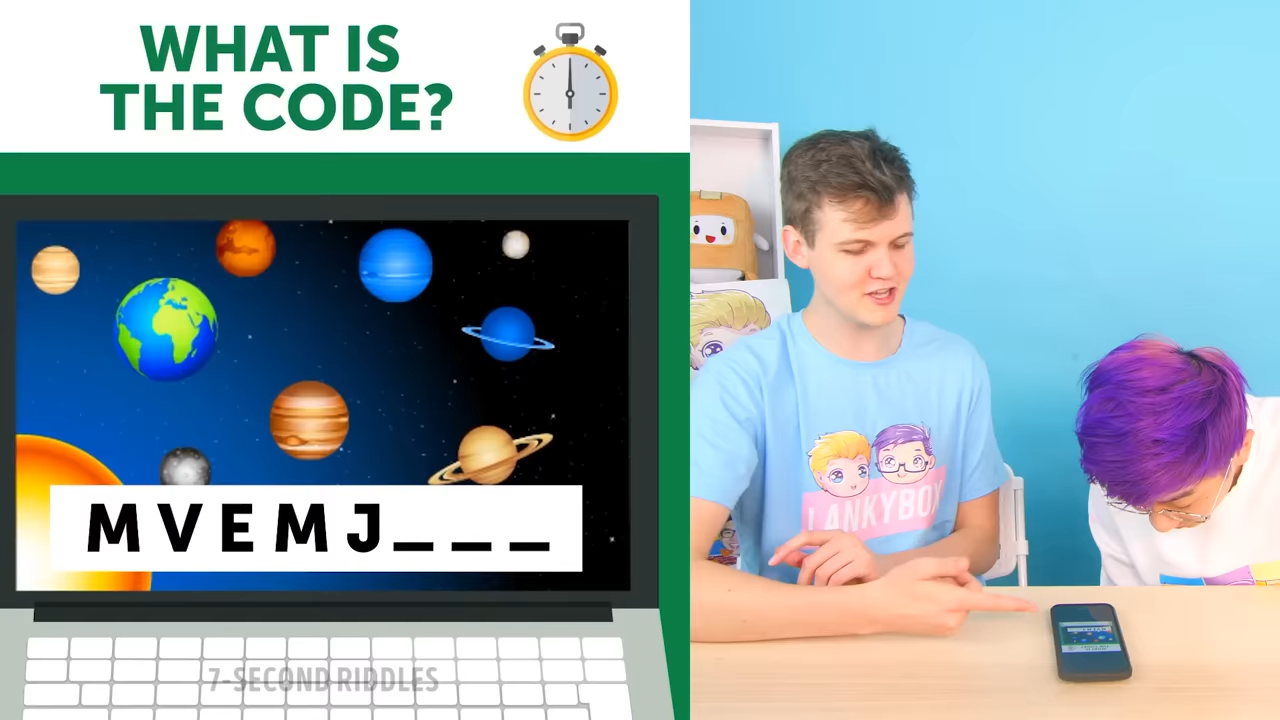 WHAT IS
THE CODE?
M V E M J _ _ _
7-SECOND RIDDLES
LANKYBOX